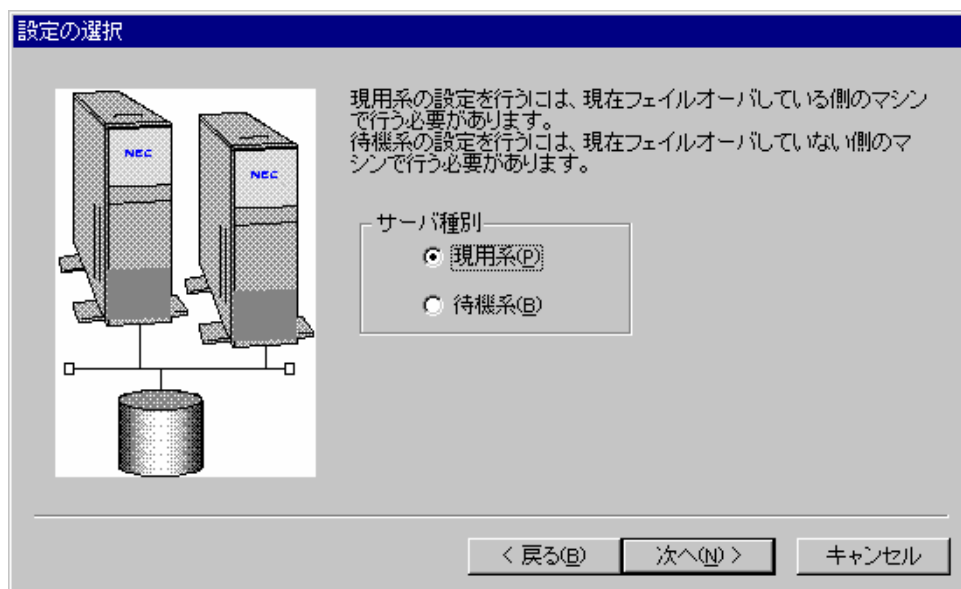 設定の選択
現用系の設定を行うには、現在フェイルオーバしている側のマシン
で行う必要があります。
待機系の設定を行うには、現在フェイルオーバしていない側のマ
シンで行う必要があります。
NEC
NEC
サーバ種別
現用系(P)
待機系(B)
< 戻る(B)
次へ(N) >
キャンセル